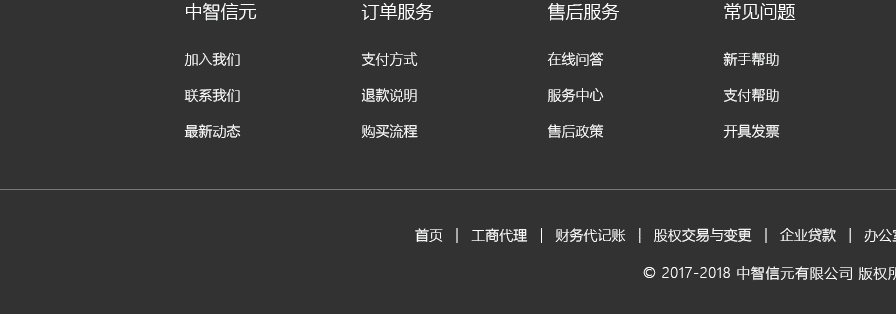 中智信元 订单服务 售后服务 常见问题
加入我们 支付方式 在线问答 新手帮助
联系我们 退款说明 服务中心 支付帮助
最新动态 购买流程 售后政策 开具发票
首页 | 工商代理 | 财务代记账 | 股权交易与变更 | 企业贷款 | 办公
© 2017-2018 中智信元有限公司 版权所